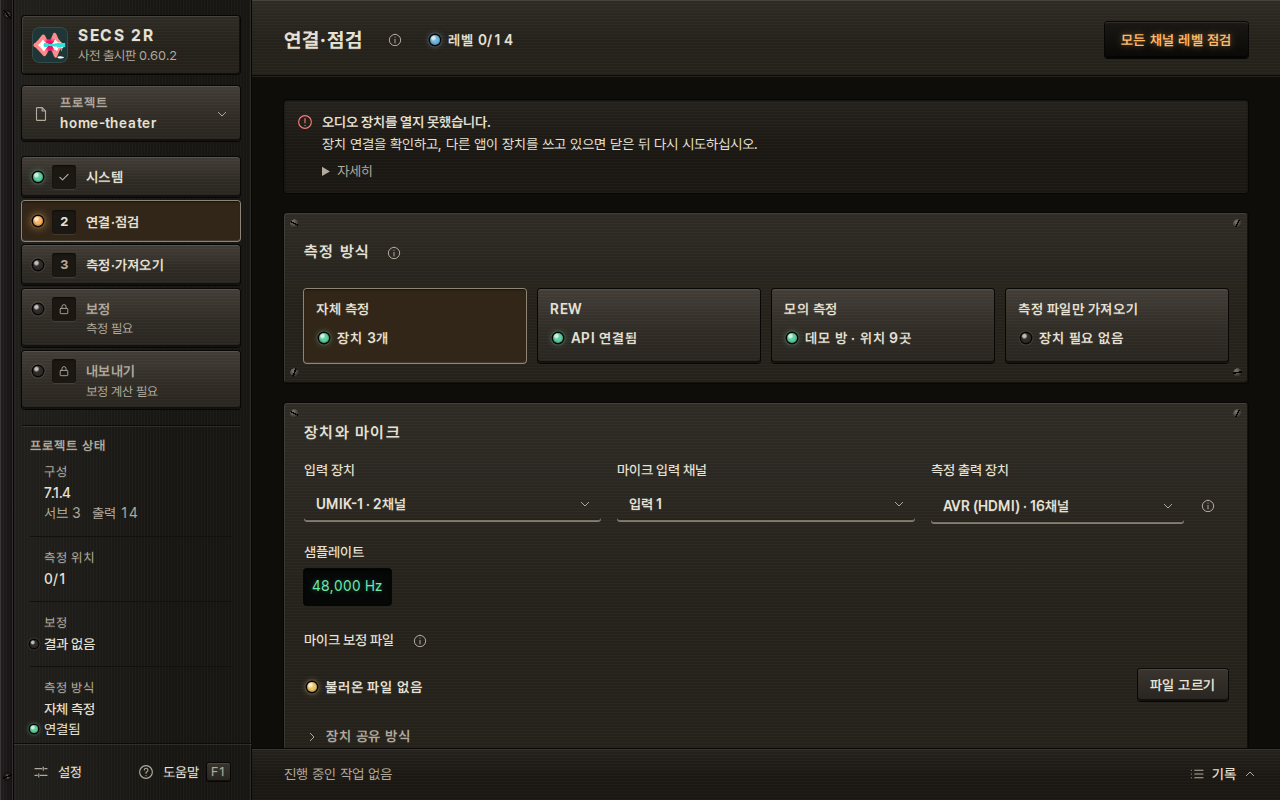 SECS 2R
사전 출시판 0.60.2
프로젝트
home-theater
시스템
2 연결·점검
3 측정·가져오기
보정
측정 필요
내보내기
보정 계산 필요
프로젝트 상태
구성
7.1.4
서브 3 출력 14
측정 위치
0/1
보정
결과 없음
측정 방식
자체 측정
연결됨
설정
도움말 F1
연결·점검
레벨 0/14
모든 채널 레벨 점검
오디오 장치를 열지 못했습니다.
장치 연결을 확인하고, 다른 앱이 장치를 쓰고 있으면 닫은 뒤 다시 시도하십시오.
자세히
측정 방식
자체 측정
장치 3개
REW
API 연결됨
모의 측정
데모 방 · 위치 9곳
측정 파일만 가져오기
장치 필요 없음
장치와 마이크
입력 장치
UMIK-1 · 2채널
마이크 입력 채널
입력 1
측정 출력 장치
AVR (HDMI) · 16채널
샘플레이트
48,000 Hz
마이크 보정 파일
불러온 파일 없음
파일 고르기
장치 공유 방식
진행 중인 작업 없음
기록